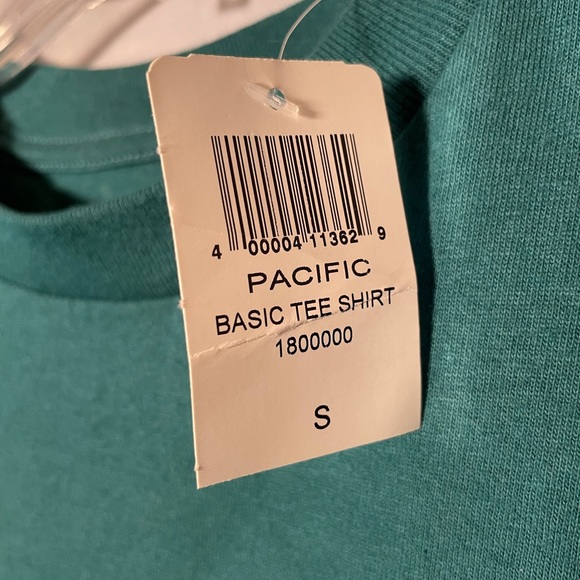 4 00004 11362 9
PACIFIC
BASIC TEE SHIRT
1800000
S